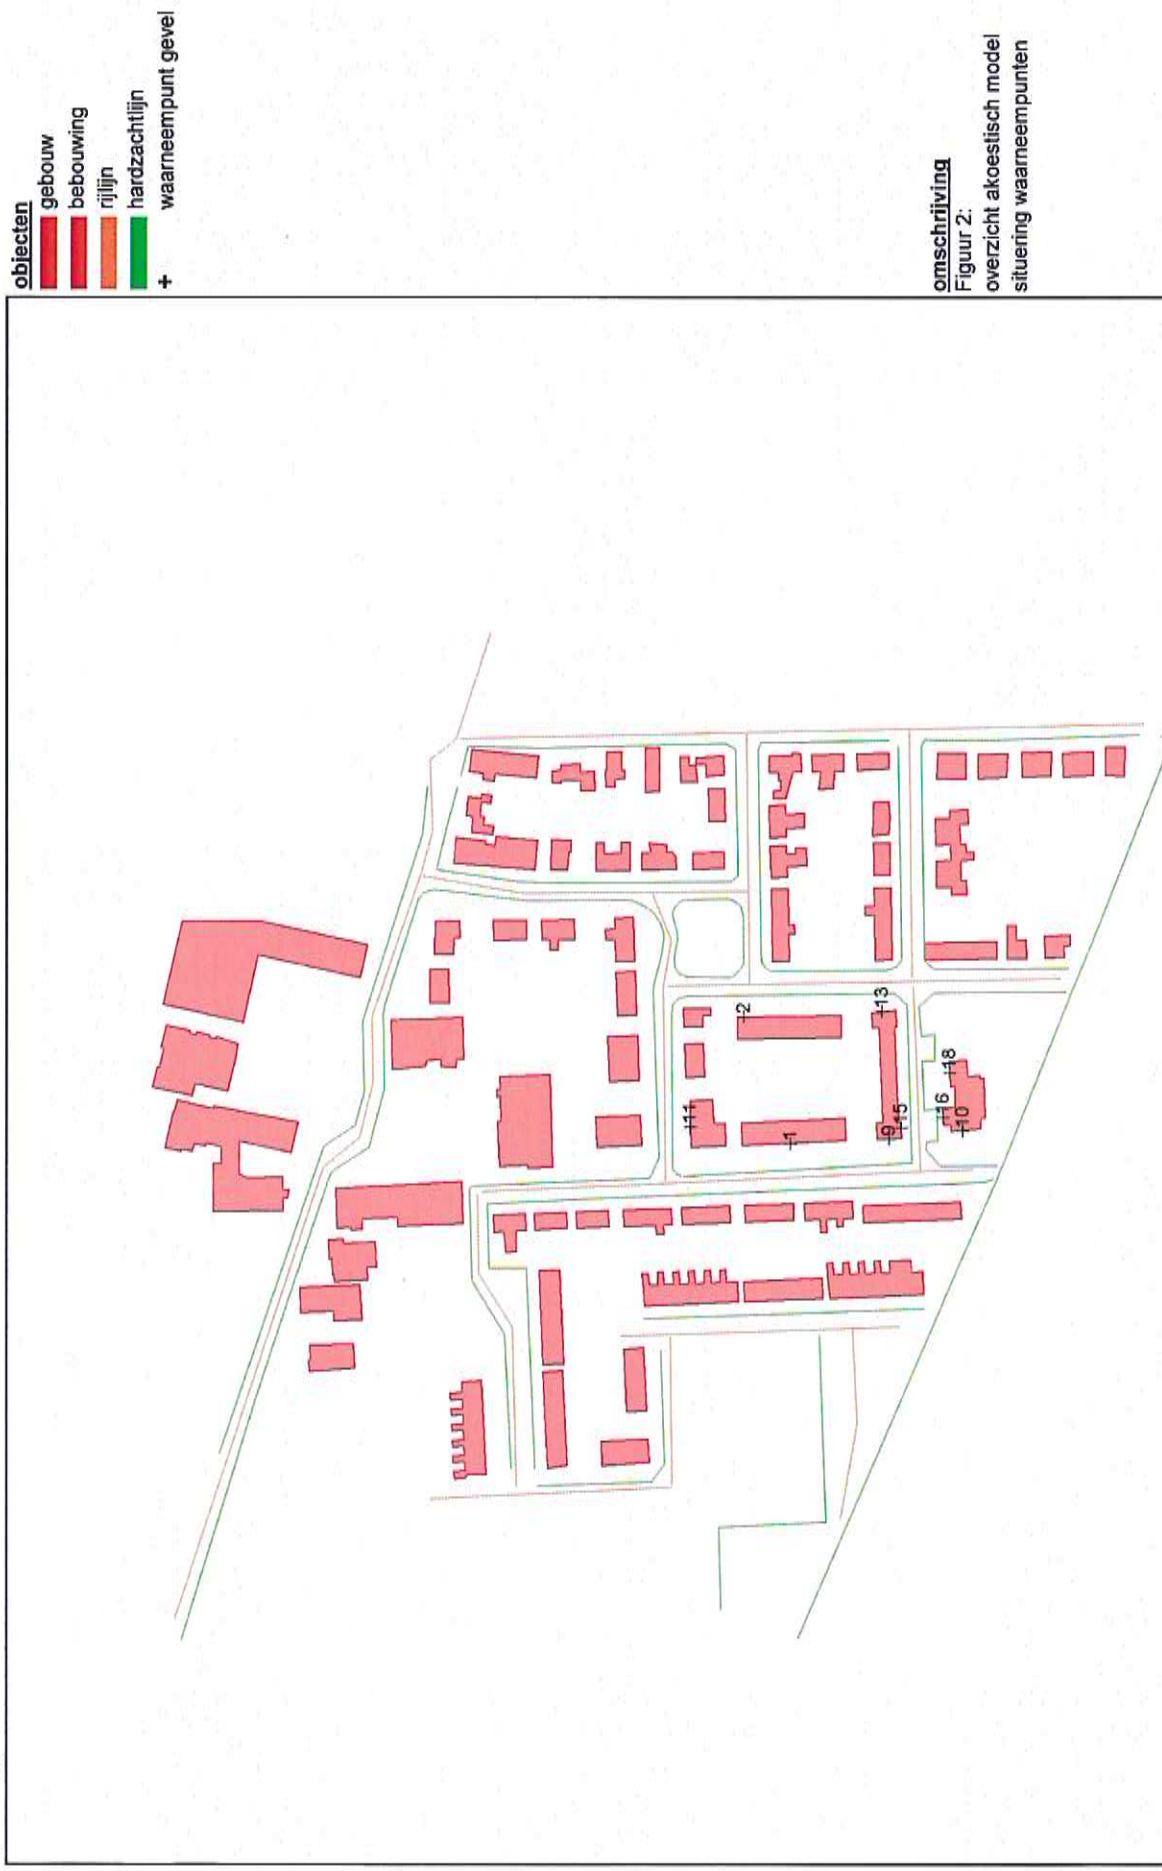 objecten
gebouw
bebouwing
rijlijn
hardzachtlijn
+ waarneempunt gevel
omschrijving
Figuur 2:
overzicht akoestisch model
situering waarneempunten
11
2
1
13
9
15
16
18
10